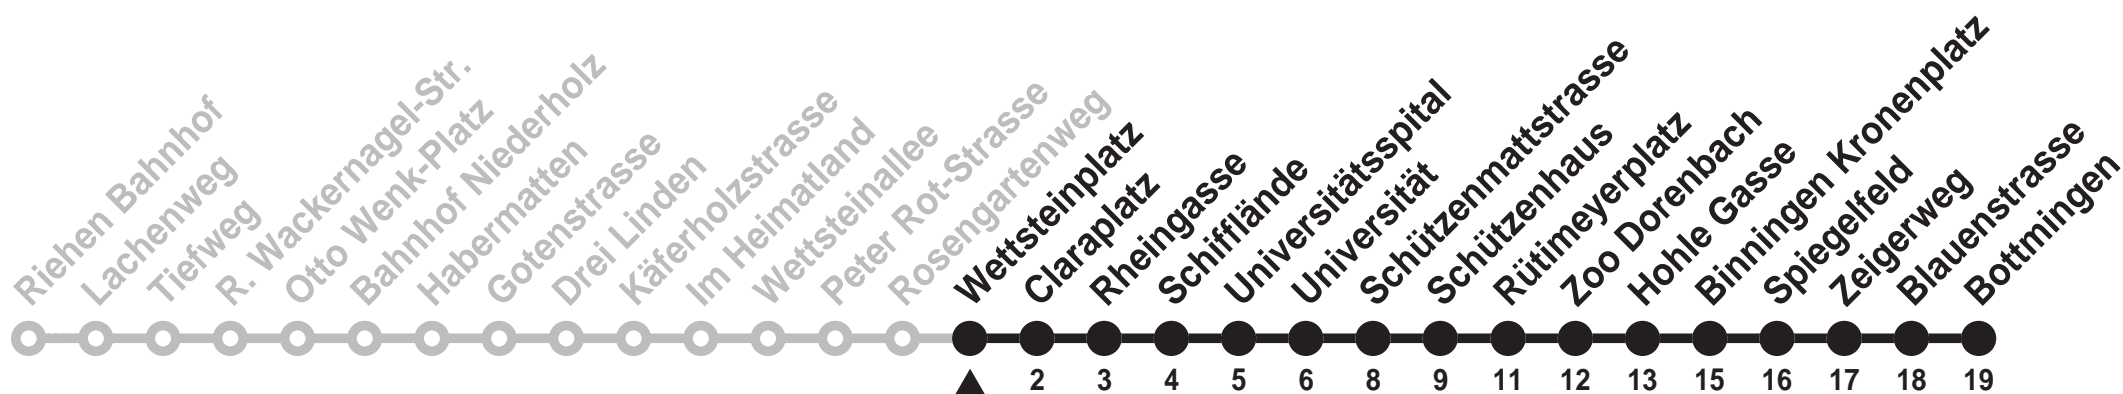 Riehen Bahnhof
Lachenweg
Tiefweg
R. Wackernagel-Str.
Otto Wenk-Platz
Bahnhof Niederholz
Habermatten
Gotenstrasse
Drei Linden
Käferholzstrasse
Im Heimatland
Wettsteinallee
Peter Rot-Strasse
Rosengartenweg
Wettsteinplatz
Claraplatz
Rheingasse
Schifflände
Universitätsspital
Universität
Schützenmattstrasse
Schützenhaus
Rütimeyerplatz
Zoo Dorenbach
Hohle Gasse
Binningen Kronenplatz
Spiegelfeld
Zeigerweg
Blauenstrasse
Bottmingen
2 3 4 5 6 8 9 11 12 13 15 16 17 18 19